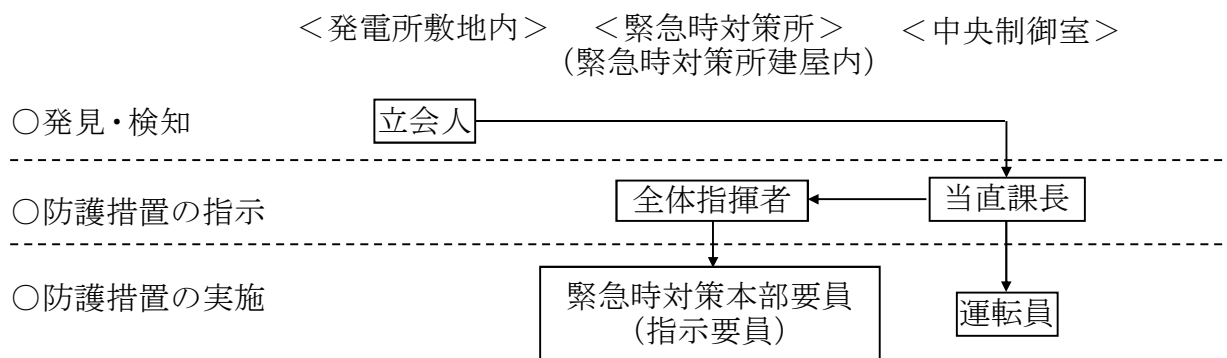 ＜発電所敷地内＞ ＜緊急時対策所＞ ＜中央制御室＞
（緊急時対策所建屋内）
○発見・検知 立会人
○防護措置の指示 全体指揮者 当直課長
○防護措置の実施 緊急時対策本部要員 運転員
（指示要員）